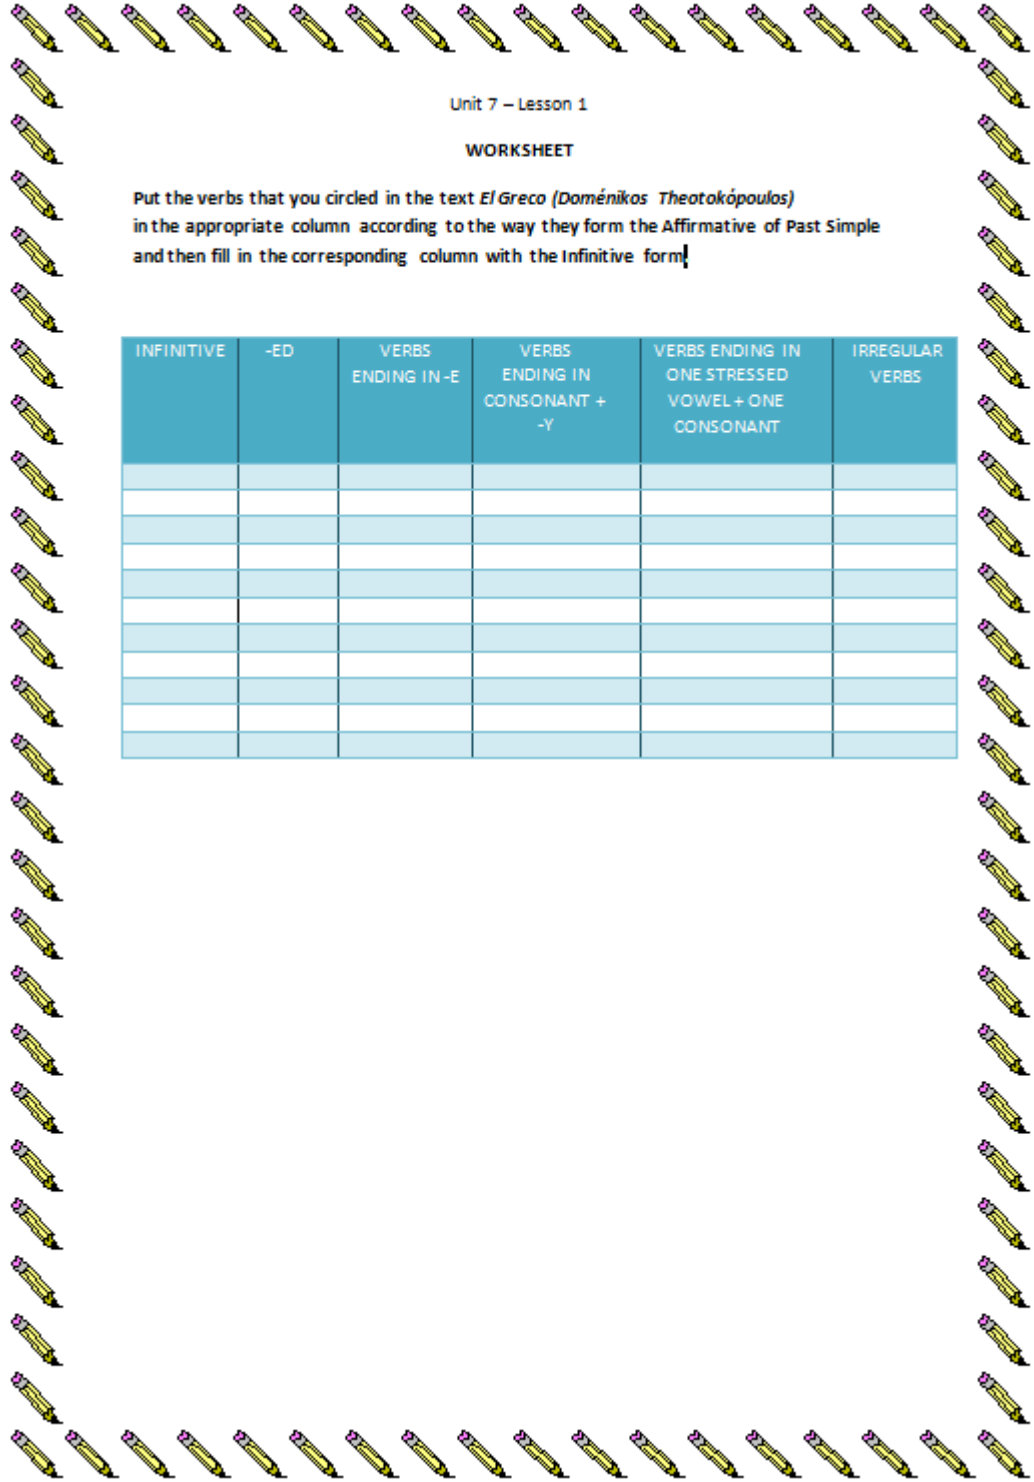 Unit 7 – Lesson 1
WORKSHEET
Put the verbs that you circled in the text El Greco (Doménikos Theotokópoulos)
in the appropriate column according to the way they form the Affirmative of Past Simple
and then fill in the corresponding column with the Infinitive form.
INFINITIVE
-ED
VERBS
ENDING IN -E
VERBS
ENDING IN
CONSONANT +
-Y
VERBS ENDING IN
ONE STRESSED
VOWEL + ONE
CONSONANT
IRREGULAR
VERBS